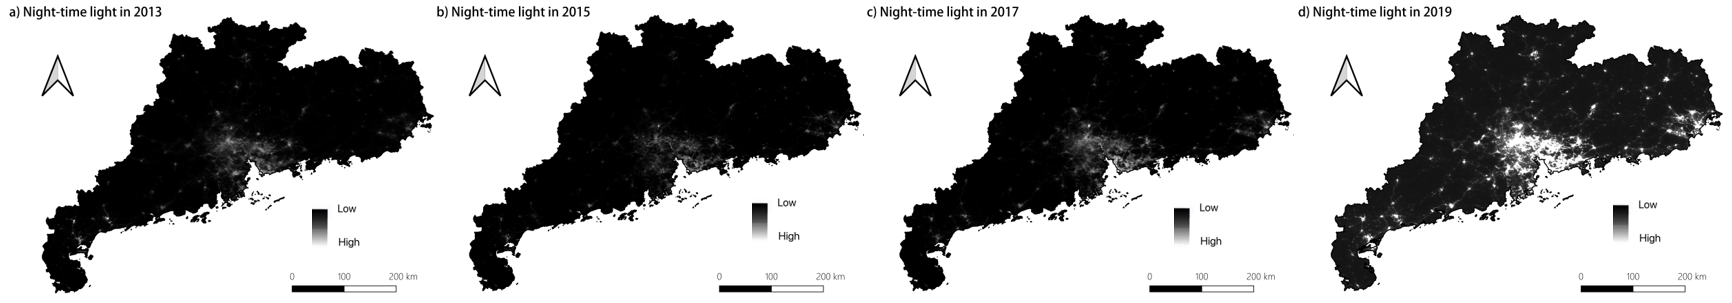 a) Night-time light in 2013
Low
High
0 100 200 km
b) Night-time light in 2015
Low
High
0 100 200 km
c) Night-time light in 2017
Low
High
0 100 200 km
d) Night-time light in 2019
Low
High
0 100 200 km